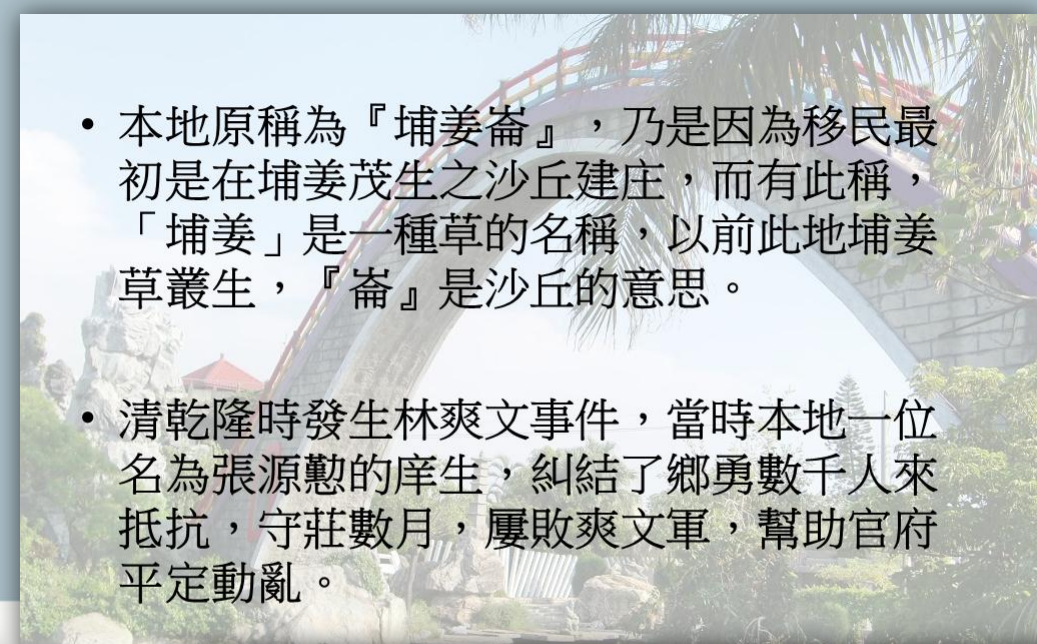 • 本地原稱為『埔姜崙』，乃是因為移民最
初是在埔姜茂生之沙丘建庄，而有此稱，
「埔姜」是一種草的名稱，以前此地埔姜
草叢生，『崙』是沙丘的意思。
• 清乾隆時發生林爽文事件，當時本地一位
名為張源懃的庠生，糾結了鄉勇數千人來
抵抗，守莊數月，屢敗爽文軍，幫助官府
平定動亂。